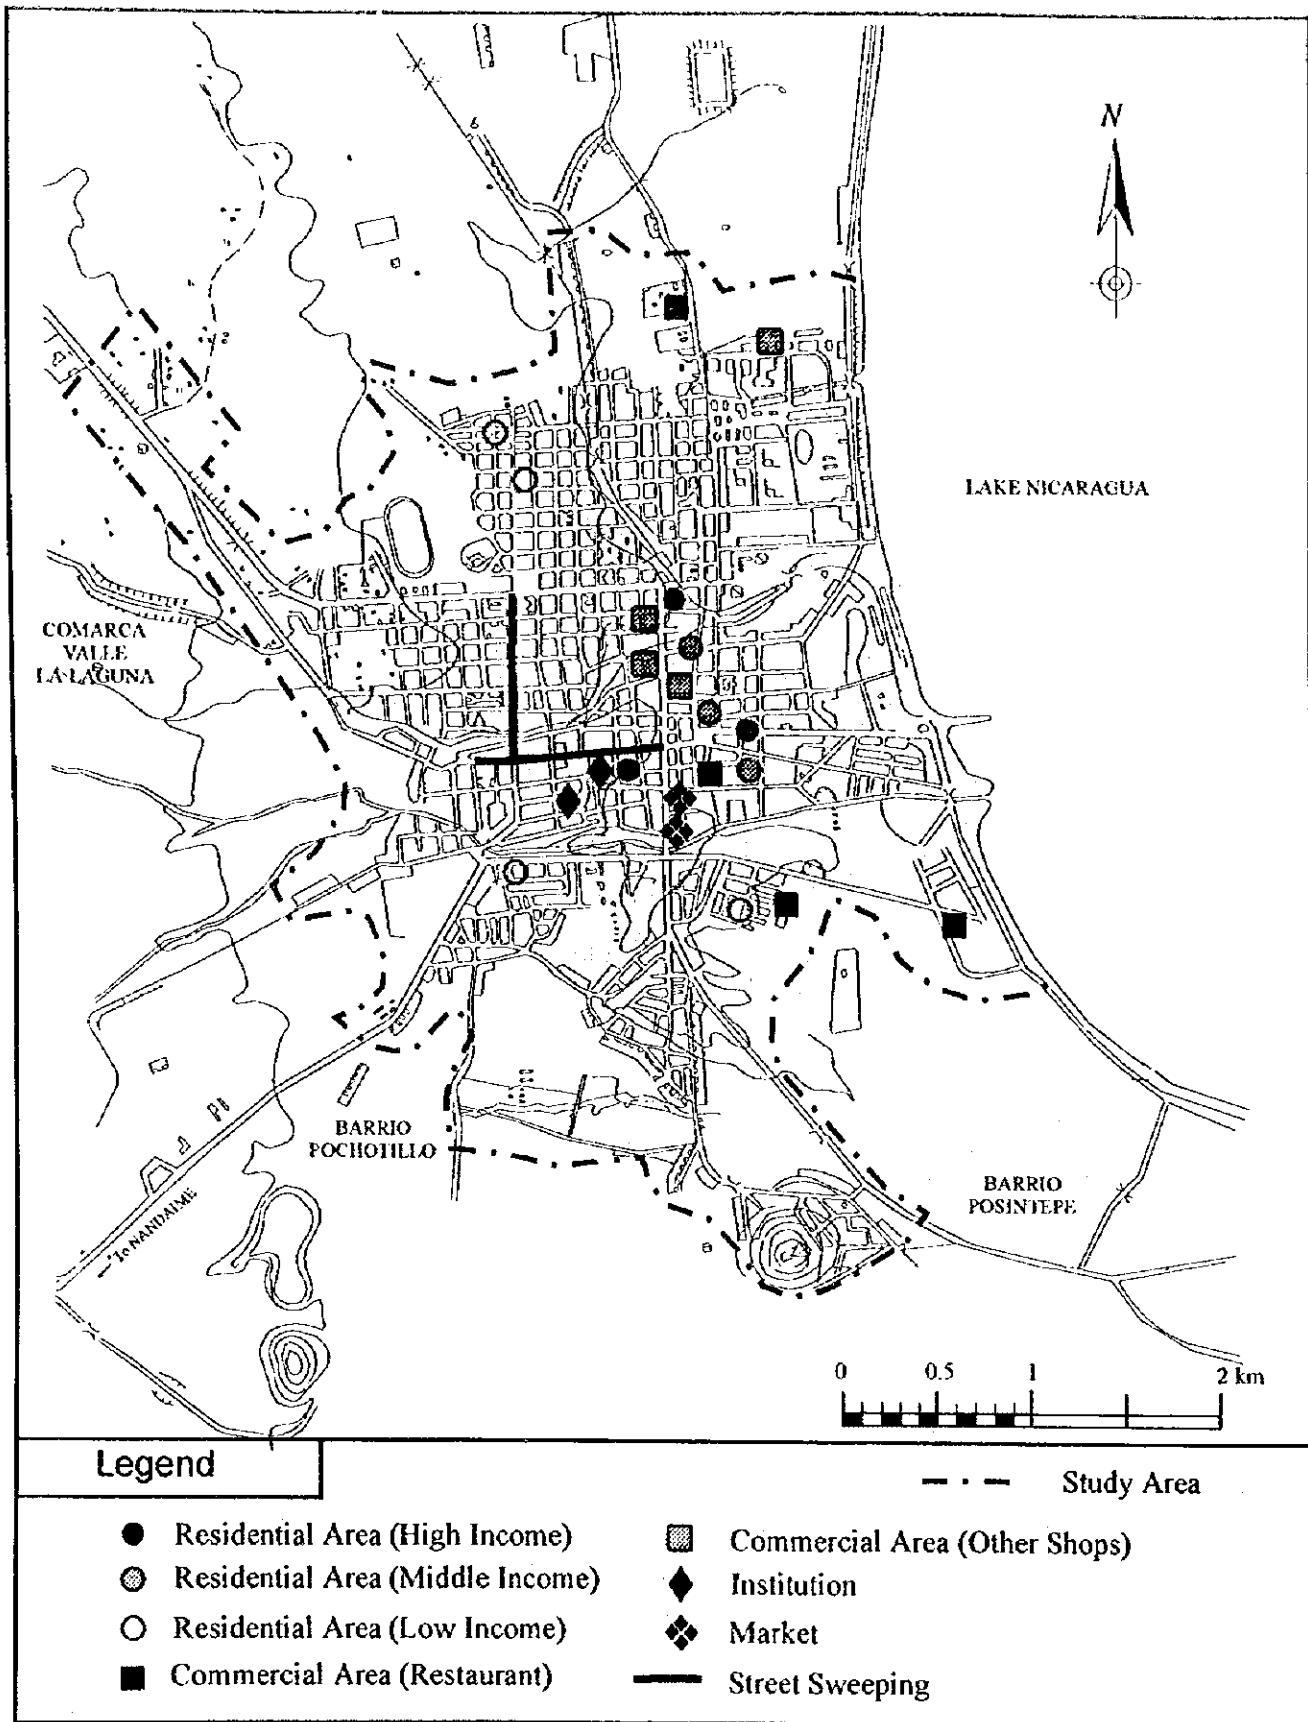 N
6
LAKE NICARAGUA
COMARCA
VALLE
LA LAGUNA
BARRIO
POCHOTILLO
BARRIO
POSINTEPE
To NANDAIME
0 0.5 1 2 km
Legend
Study Area
Residential Area (High Income)
Commercial Area (Other Shops)
Residential Area (Middle Income)
Institution
Residential Area (Low Income)
Market
Commercial Area (Restaurant)
Street Sweeping